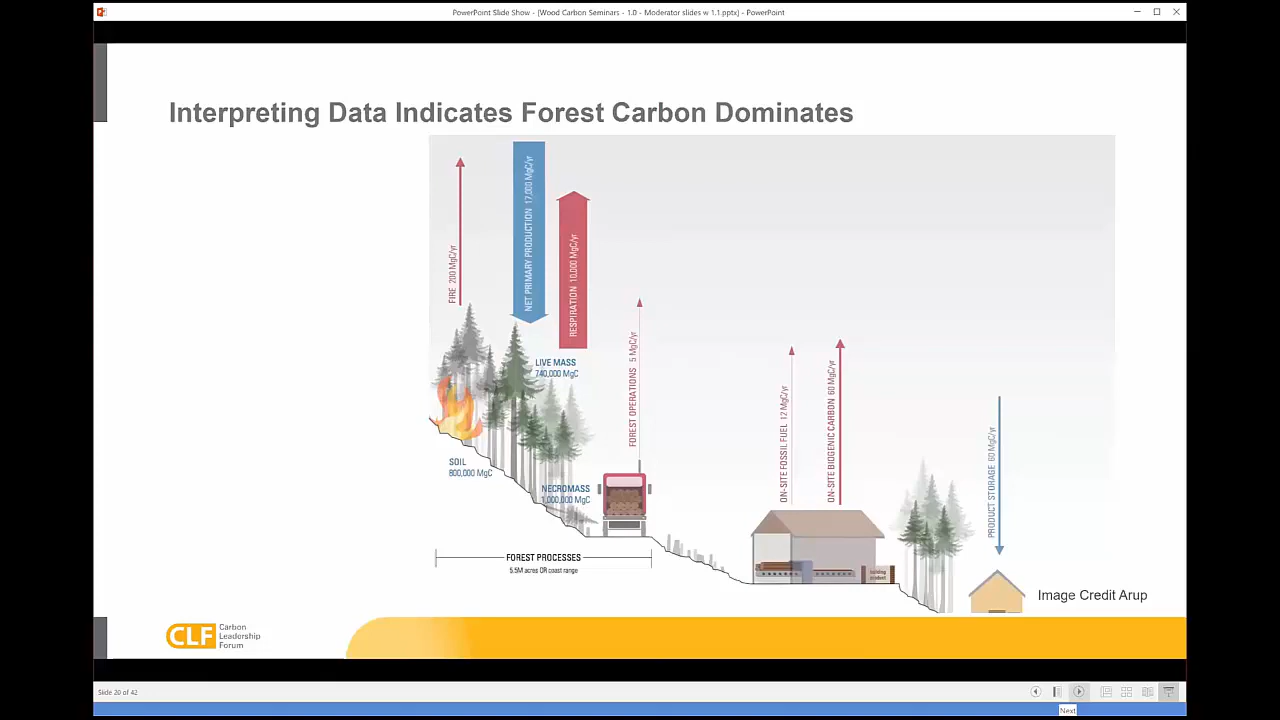 PowerPoint Slide Show - [Wood Carbon Seminars - 1.0 - Moderator slides w 1.1.pptx] - PowerPoint
Interpreting Data Indicates Forest Carbon Dominates
FIRE 200 MgC/yr
NET PRIMARY PRODUCTION 17,000 MgC/yr
RESPIRATION 10,000 MgC/yr
LIVE MASS
740,000 MgC
FOREST OPERATIONS 5 MgC/yr
ON-SITE FOSSIL FUEL 12 MgC/yr
ON-SITE BIOGENIC CARBON 60 MgC/yr
PRODUCT STORAGE 60 MgC/yr
SOIL
800,000 MgC
NECROMASS
1,000,000 MgC
FOREST PROCESSES
5.5M acres OR coast range
building
product
Image Credit Arup
CLF
Carbon
Leadership
Forum
Slide 20 of 42
Next